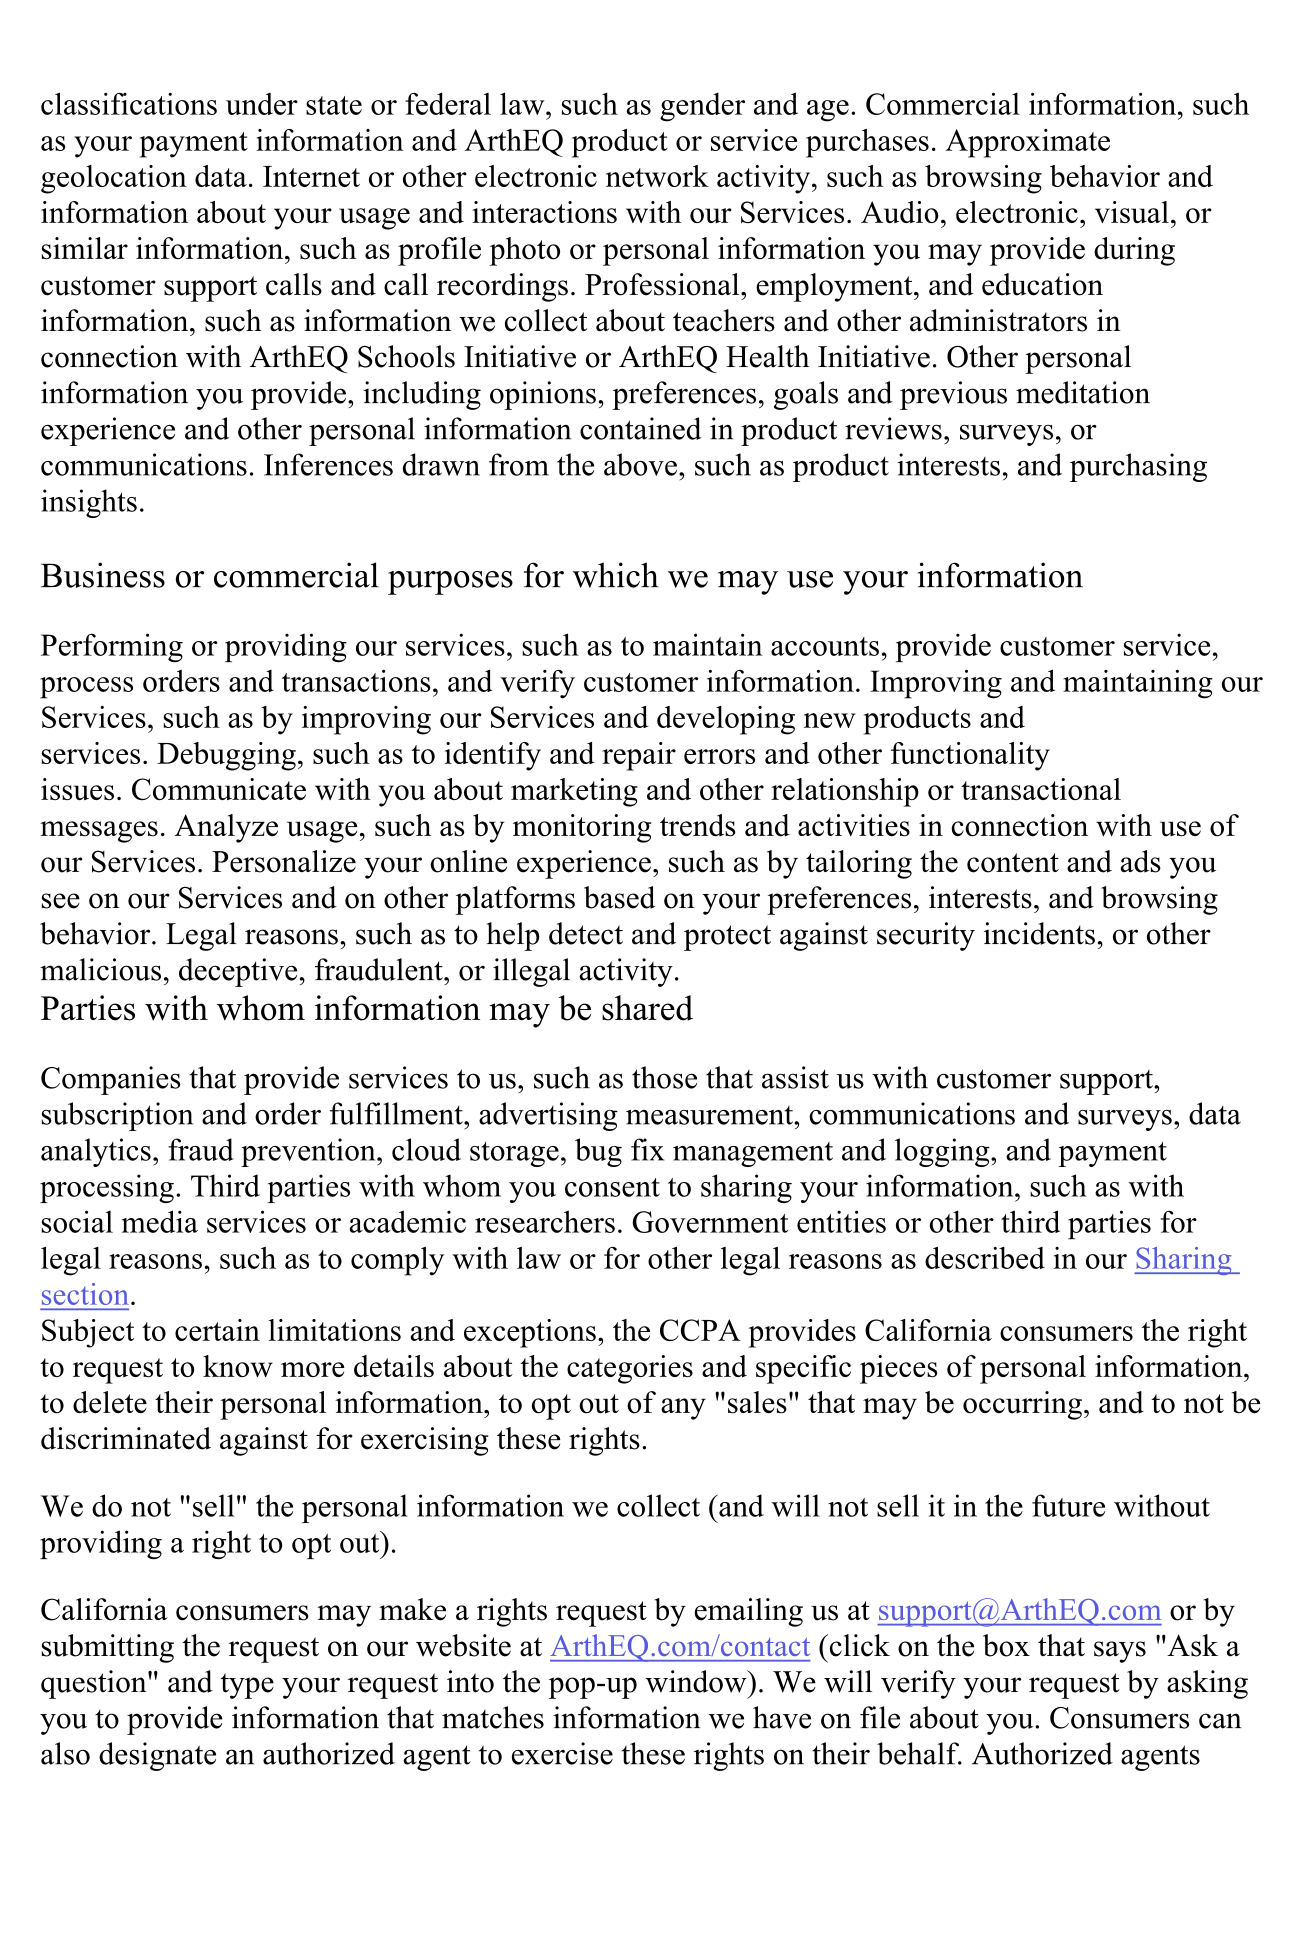 classifications under state or federal law, such as gender and age. Commercial information, such
as your payment information and ArthEQ product or service purchases. Approximate
geolocation data. Internet or other electronic network activity, such as browsing behavior and
information about your usage and interactions with our Services. Audio, electronic, visual, or
similar information, such as profile photo or personal information you may provide during
customer support calls and call recordings. Professional, employment, and education
information, such as information we collect about teachers and other administrators in
connection with ArthEQ Schools Initiative or ArthEQ Health Initiative. Other personal
information you provide, including opinions, preferences, goals and previous meditation
experience and other personal information contained in product reviews, surveys, or
communications. Inferences drawn from the above, such as product interests, and purchasing
insights.
Business or commercial purposes for which we may use your information
Performing or providing our services, such as to maintain accounts, provide customer service,
process orders and transactions, and verify customer information. Improving and maintaining our
Services, such as by improving our Services and developing new products and
services. Debugging, such as to identify and repair errors and other functionality
issues. Communicate with you about marketing and other relationship or transactional
messages. Analyze usage, such as by monitoring trends and activities in connection with use of
our Services. Personalize your online experience, such as by tailoring the content and ads you
see on our Services and on other platforms based on your preferences, interests, and browsing
behavior. Legal reasons, such as to help detect and protect against security incidents, or other
malicious, deceptive, fraudulent, or illegal activity.
Parties with whom information may be shared
Companies that provide services to us, such as those that assist us with customer support,
subscription and order fulfillment, advertising measurement, communications and surveys, data
analytics, fraud prevention, cloud storage, bug fix management and logging, and payment
processing. Third parties with whom you consent to sharing your information, such as with
social media services or academic researchers. Government entities or other third parties for
legal reasons, such as to comply with law or for other legal reasons as described in our Sharing
section.
Subject to certain limitations and exceptions, the CCPA provides California consumers the right
to request to know more details about the categories and specific pieces of personal information,
to delete their personal information, to opt out of any "sales" that may be occurring, and to not be
discriminated against for exercising these rights.
We do not "sell" the personal information we collect (and will not sell it in the future without
providing a right to opt out).
California consumers may make a rights request by emailing us at support@ArthEQ.com or by
submitting the request on our website at ArthEQ.com/contact (click on the box that says "Ask a
question" and type your request into the pop-up window). We will verify your request by asking
you to provide information that matches information we have on file about you. Consumers can
also designate an authorized agent to exercise these rights on their behalf. Authorized agents